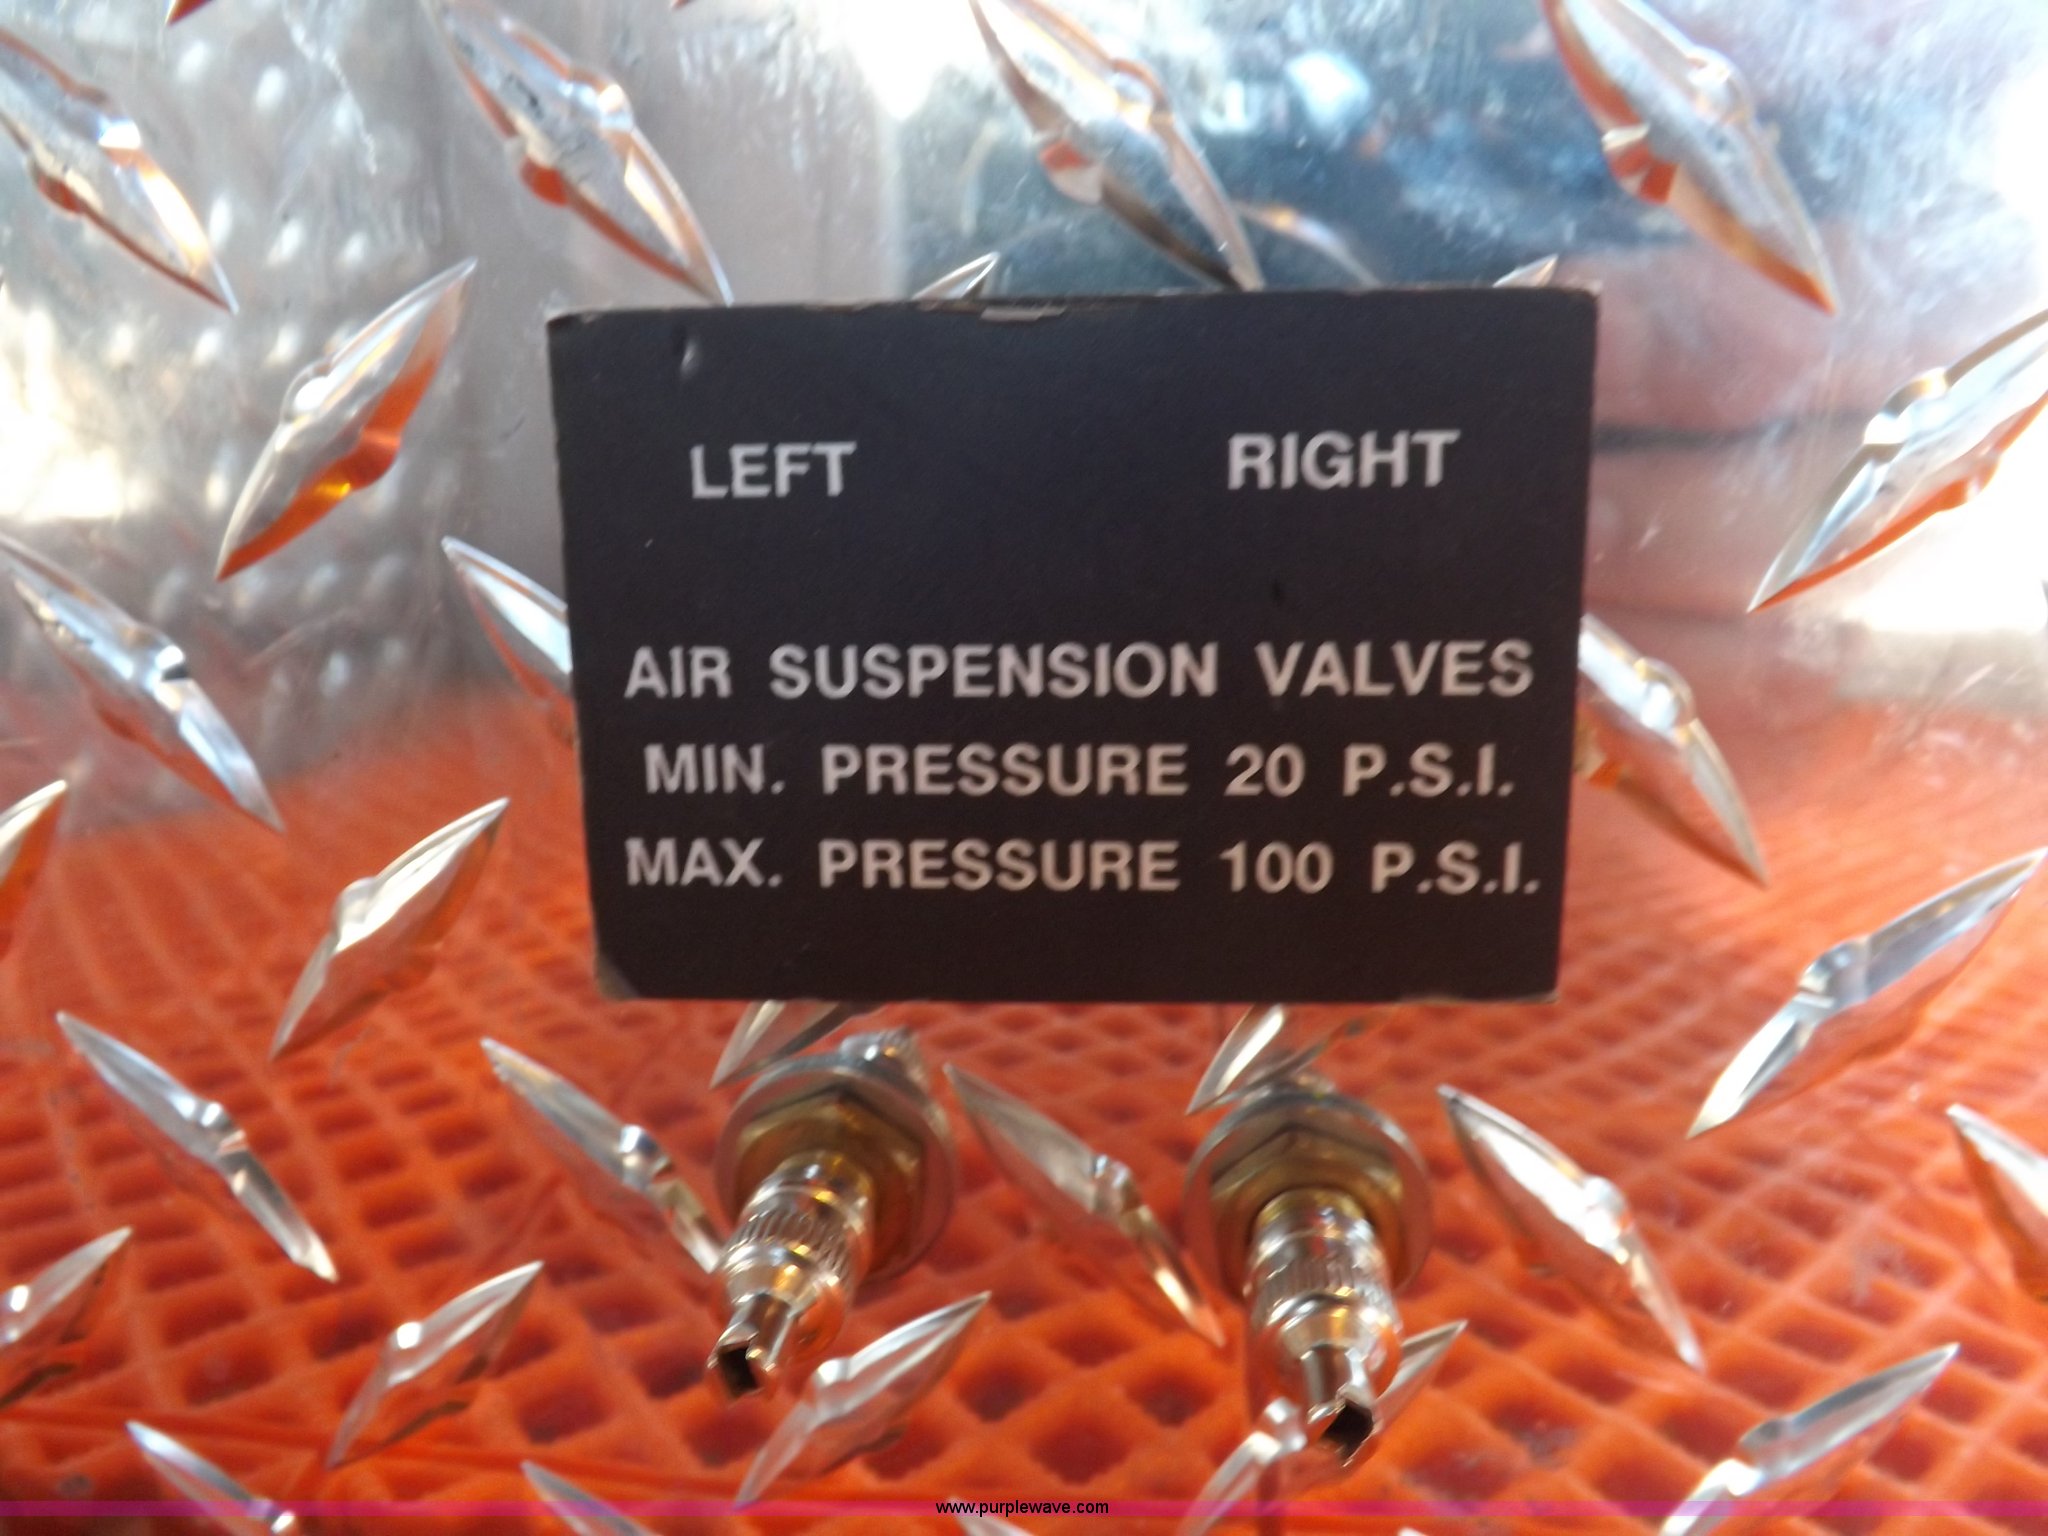 LEFT RIGHT
AIR SUSPENSION VALVES
MIN. PRESSURE 20 P.S.I.
MAX. PRESSURE 100 P.S.I.
www.purplewave.com